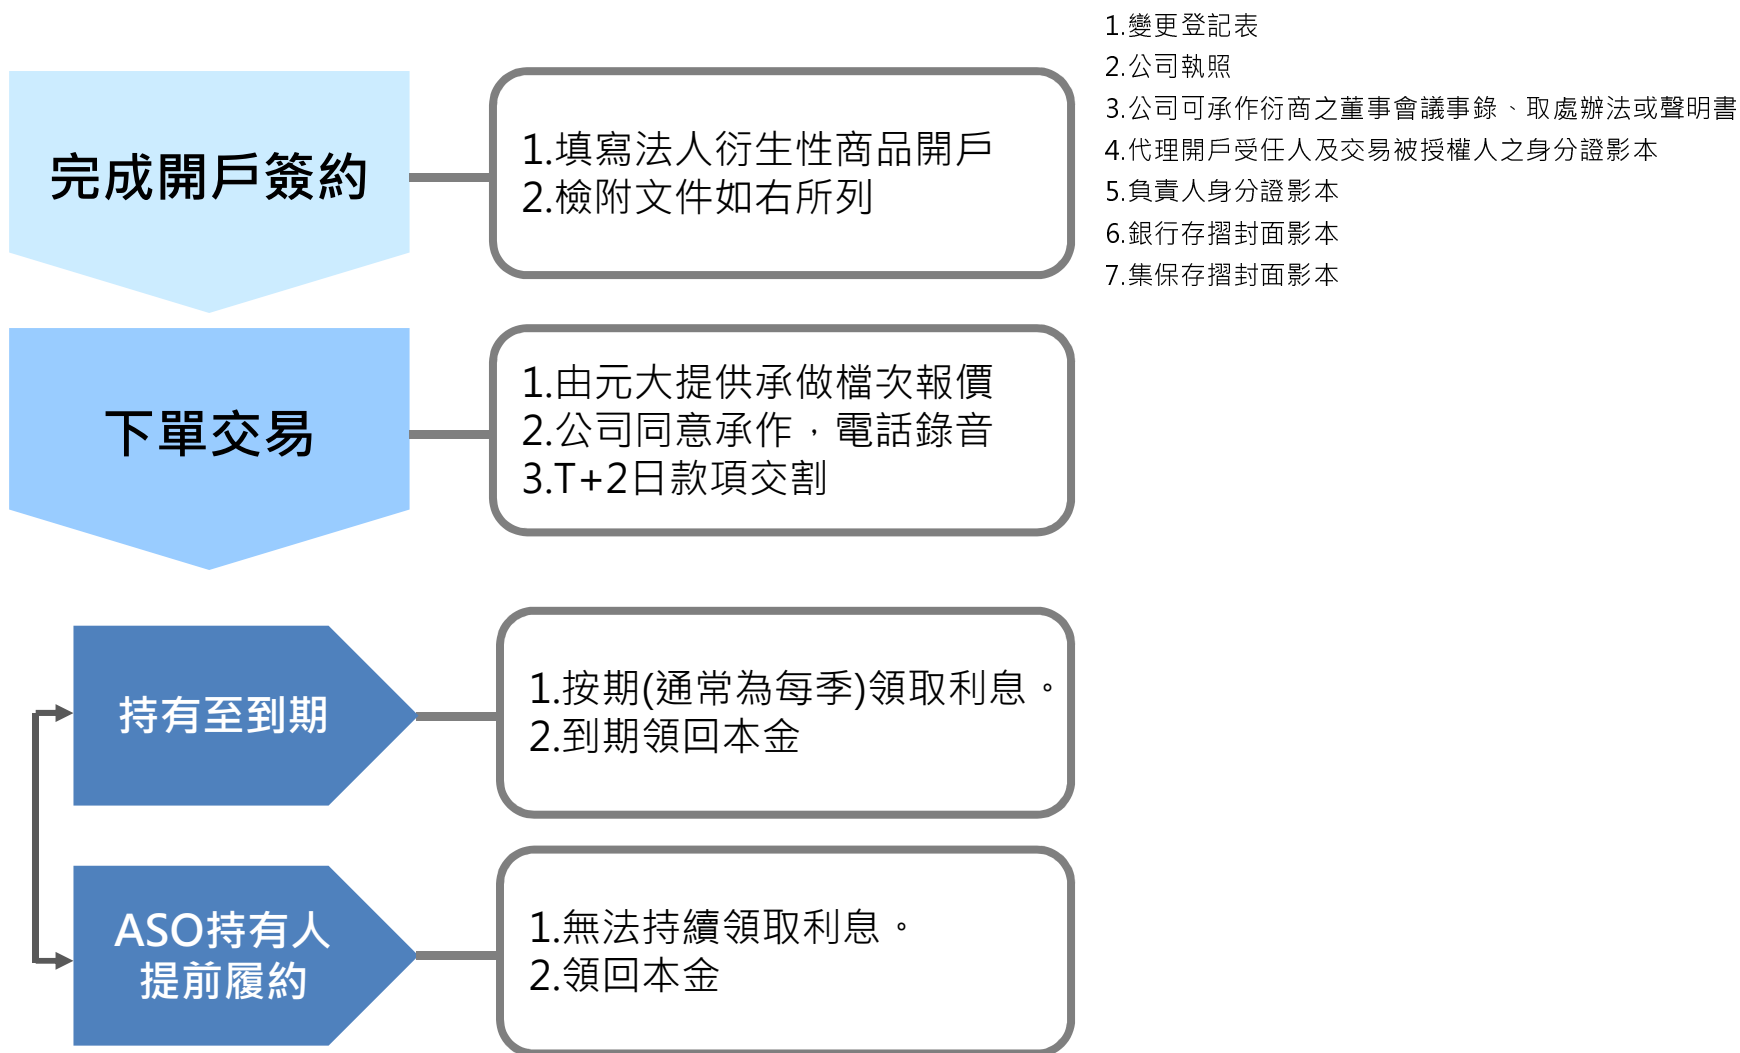 完成開戶簽約
1.填寫法人衍生性商品開戶
2.檢附文件如右所列
1.變更登記表
2.公司執照
3.公司可承作衍商之董事會議事錄、取處辦法或聲明書
4.代理開戶受任人及交易被授權人之身分證影本
5.負責人身分證影本
6.銀行存摺封面影本
7.集保存摺封面影本
下單交易
1.由元大提供承做檔次報價
2.公司同意承作，電話錄音
3.T+2日款項交割
持有至到期
1.按期(通常為每季)領取利息。
2.到期領回本金
ASO持有人
提前履約
1.無法持續領取利息。
2.領回本金